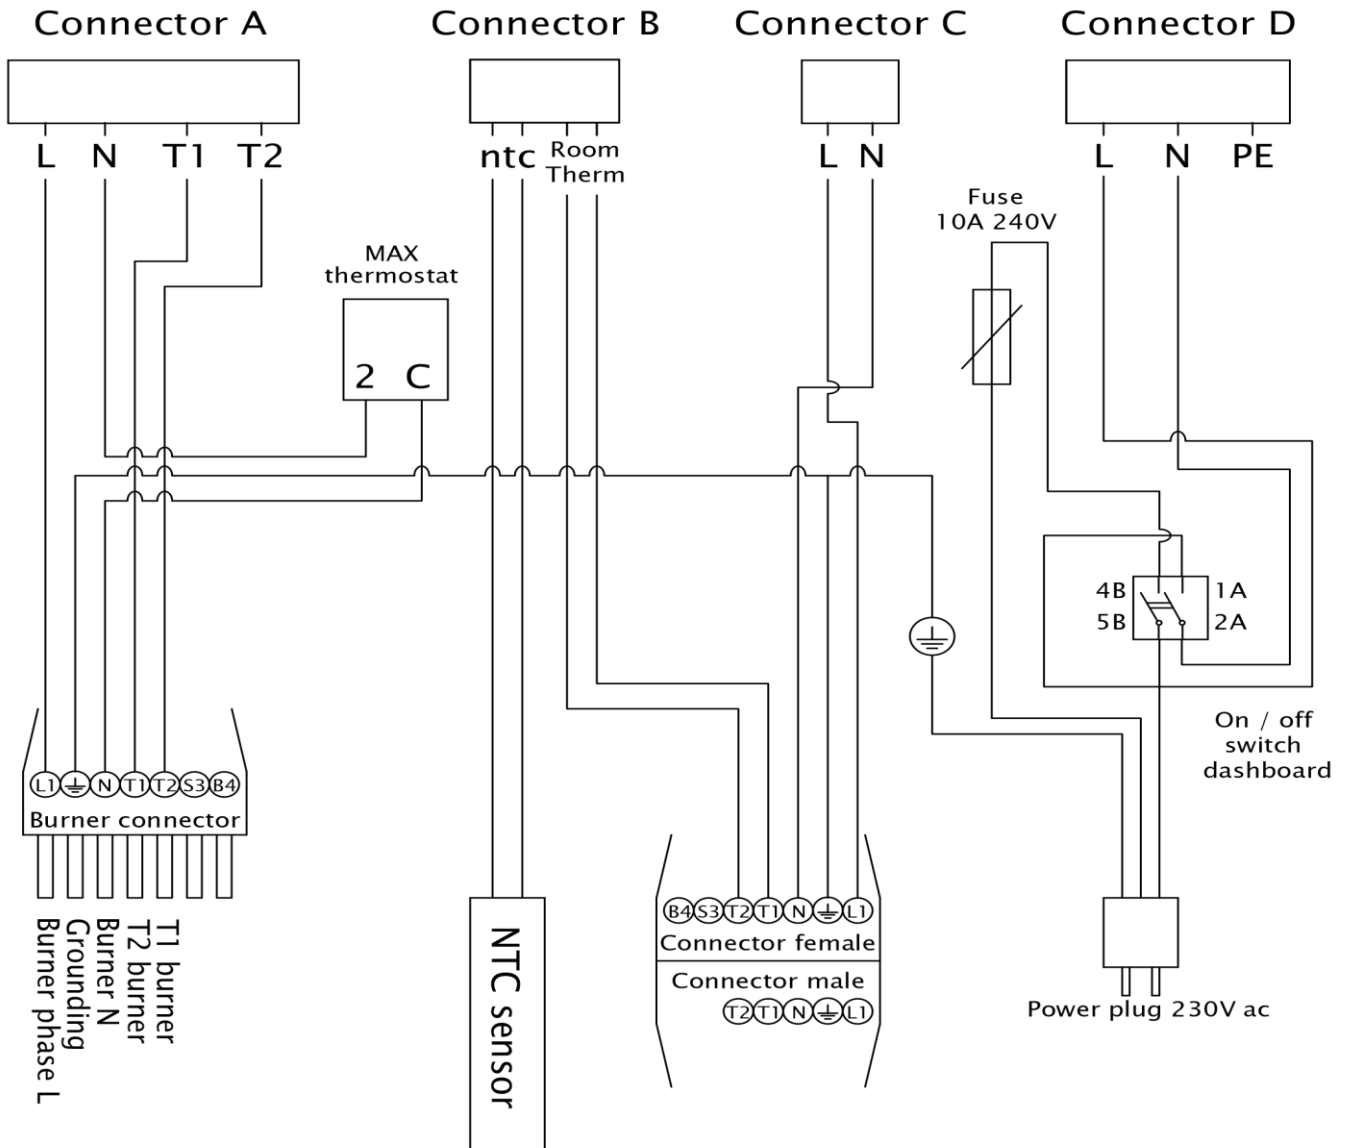 Connector A
Connector B
Connector C
Connector D
L N T1 T2
ntc
Room
Therm
L N
L N PE
Fuse
10A 240V
MAX
thermostat
2 C
4B
5B
1A
2A
On / off
switch
dashboard
L1 N T1 T2 S3 B4
Burner connector
Burner phase L
Grounding
Burner N
T2 burner
T1 burner
NTC sensor
B4 S3 T2 T1 N L1
Connector female
Connector male
T2 T1 N L1
Power plug 230V ac